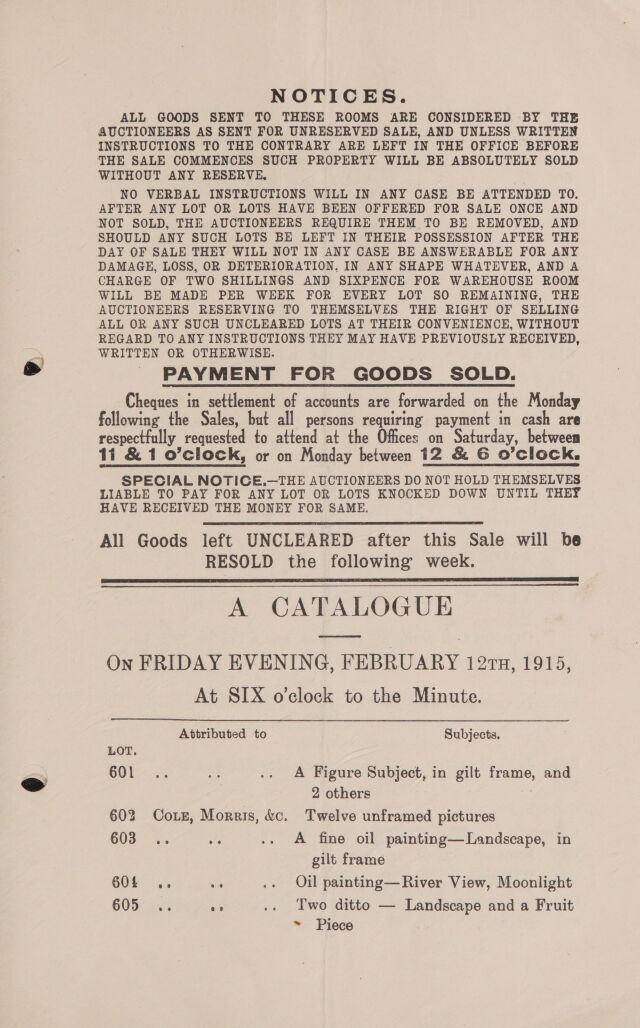 NOTICES.
ALL GOODS SENT TO THESE ROOMS ARE CONSIDERED BY THE
AUCTIONEERS AS SENT FOR UNRESERVED SALE, AND UNLESS WRITTEN
INSTRUCTIONS TO THE CONTRARY ARE LEFT IN THE OFFICE BEFORE
THE SALE COMMENCES SUCH PROPERTY WILL BE ABSOLUTELY SOLD
WITHOUT ANY RESERVE.
NO VERBAL INSTRUCTIONS WILL IN ANY CASE BE ATTENDED TO.
AFTER ANY LOT OR LOTS HAVE BEEN OFFERED FOR SALE ONCE AND
NOT SOLD, THE AUCTIONEERS REQUIRE THEM TO BE REMOVED, AND
SHOULD ANY SUCH LOTS BE LEFT IN THEIR POSSESSION AFTER THE
DAY OF SALE THEY WILL NOT IN ANY CASE BE ANSWERABLE FOR ANY
DAMAGE, LOSS, OR DETERIORATION, IN ANY SHAPE WHATEVER, AND A
CHARGE OF TWO SHILLINGS AND SIXPENCE FOR WAREHOUSE ROOM
WILL BE MADE PER WEEK FOR EVERY LOT SO REMAINING, THE
AUCTIONEERS RESERVING TO THEMSELVES THE RIGHT OF SELLING
ALL OR ANY SUCH UNCLEARED LOTS AT THEIR CONVENIENCE, WITHOUT
REGARD TO ANY INSTRUCTIONS THEY MAY HAVE PREVIOUSLY RECEIVED,
WRITTEN OR OTHERWISE.
PAYMENT FOR GOODS SOLD.
Cheques in settlement of accounts are forwarded on the Monday
following the Sales, but all persons requiring payment in cash are
respectfully requested to attend at the Offices on Saturday, between
11 & 1 o'clock, or on Monday between 12 & 6 o'clock.
SPECIAL NOTICE.—THE AUCTIONEERS DO NOT HOLD THEMSELVES
LIABLE TO PAY FOR ANY LOT OR LOTS KNOCKED DOWN UNTIL THEY
HAVE RECEIVED THE MONEY FOR SAME.
All Goods left UNCLEARED after this Sale will be
RESOLD the following week.
A CATALOGUE
ON FRIDAY EVENING, FEBRUARY 12TH, 1915,
At SIX o'clock to the Minute.
Attributed to Subjects.
LOT.
601 .. .. .. A Figure Subject, in gilt frame, and
2 others
602 COLE, MORRIS, &c. Twelve unframed pictures
603 .. .. .. A fine oil painting—Landscape, in
gilt frame
604 .. .. .. Oil painting—River View, Moonlight
605 .. .. .. Two ditto — Landscape and a Fruit
Piece